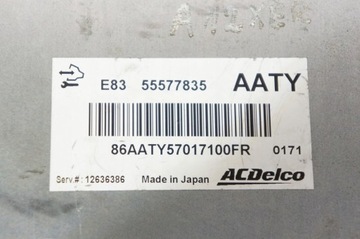 E83 55577835 AATY
86AATY57017100FR 0171
Serv.#: 12636386 Made in Japan ACDelco